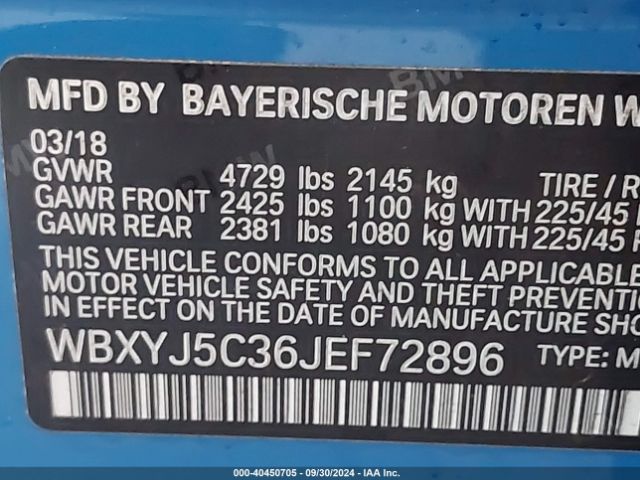 MFD BY BAYERISCHE MOTOREN W
03/18
GVWR 4729 lbs 2145 kg TIRE / R
GAWR FRONT 2425 lbs 1100 kg WITH 225/45
GAWR REAR 2381 lbs 1080 kg WITH 225/45
THIS VEHICLE CONFORMS TO ALL APPLICABLE
MOTOR VEHICLE SAFETY AND THEFT PREVENTION
IN EFFECT ON THE DATE OF MANUFACTURE SHO
WBXYJ5C36JEF72896 TYPE: M
000-40450705 - 09/30/2024 - IAA Inc.